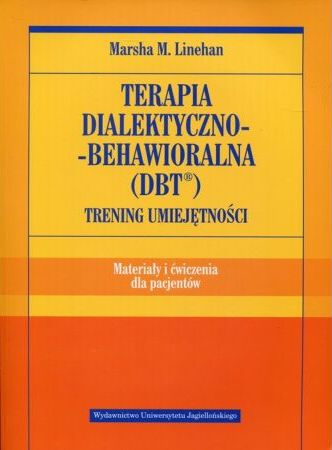 Marsha M. Linehan
TERAPIA
DIALEKTYCZNO-
-BEHAWIORALNA
(DBT®)
TRENING UMIEJĘTNOŚCI
Materiały i ćwiczenia
dla pacjentów
Wydawnictwo Uniwersytetu Jagiellońskiego